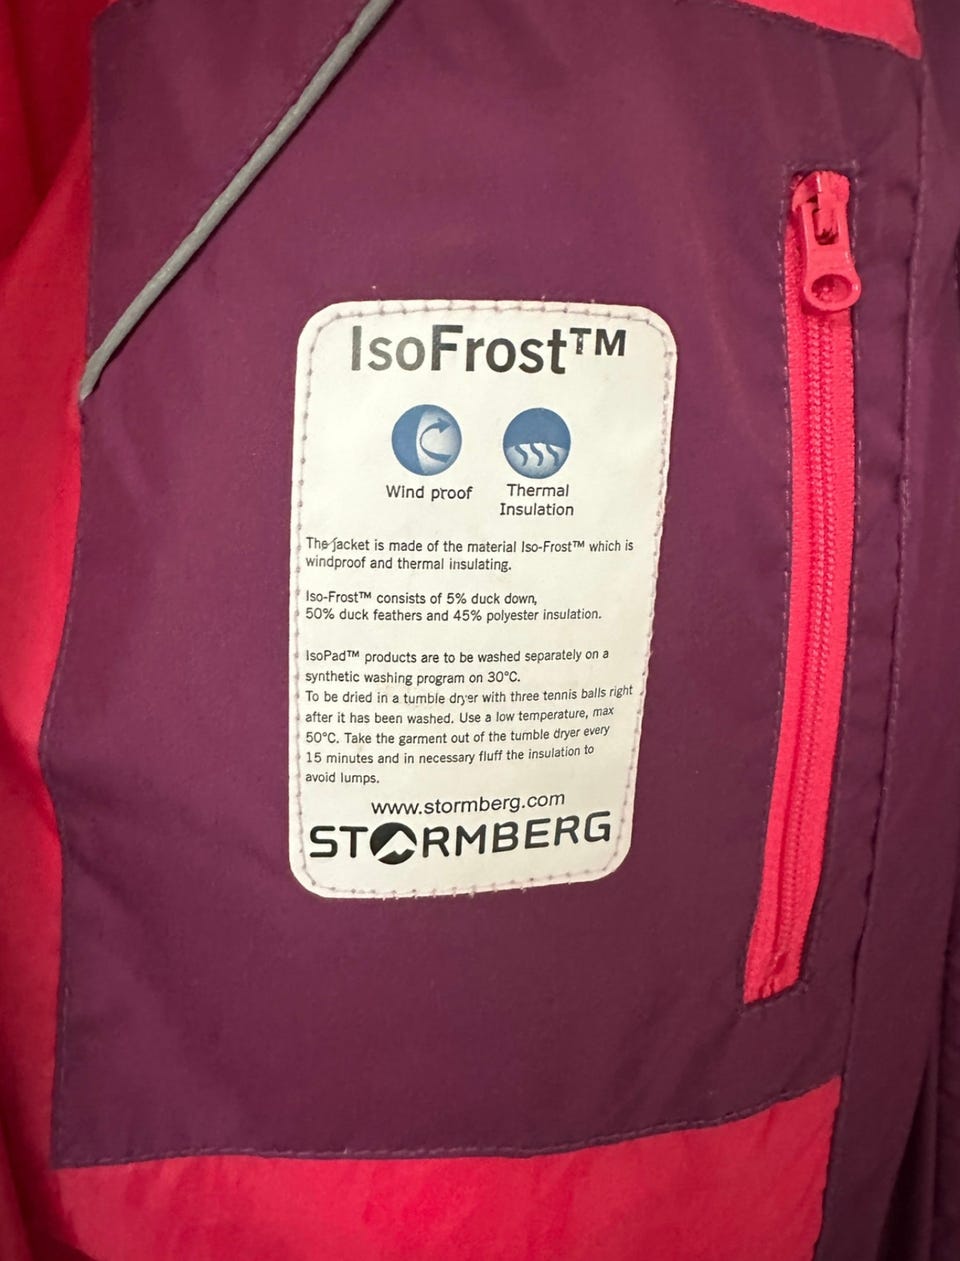 IsoFrost™
Wind proof
Thermal
Insulation
The jacket is made of the material Iso-Frost™ which is
windproof and thermal insulating.
Iso-Frost™ consists of 5% duck down,
50% duck feathers and 45% polyester insulation.
IsoPad™ products are to be washed separately on a
synthetic washing program on 30°C.
To be dried in a tumble dryer with three tennis balls right
after it has been washed. Use a low temperature, max
50°C. Take the garment out of the tumble dryer every
15 minutes and in necessary fluff the insulation to
avoid lumps.
www.stormberg.com
STORMBERG